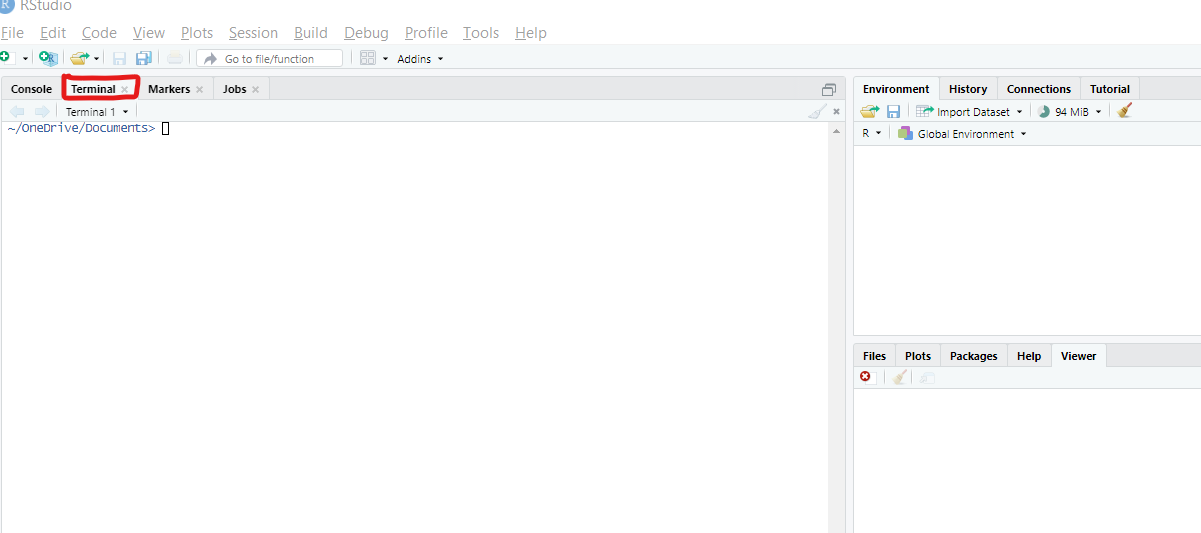 RStudio
File Edit Code View Plots Session Build Debug Profile Tools Help
Go to file/function Addins
Console Terminal Markers Jobs
Terminal 1
~/OneDrive/Documents>
Environment History Connections Tutorial
Import Dataset 94 MiB
R Global Environment
Files Plots Packages Help Viewer